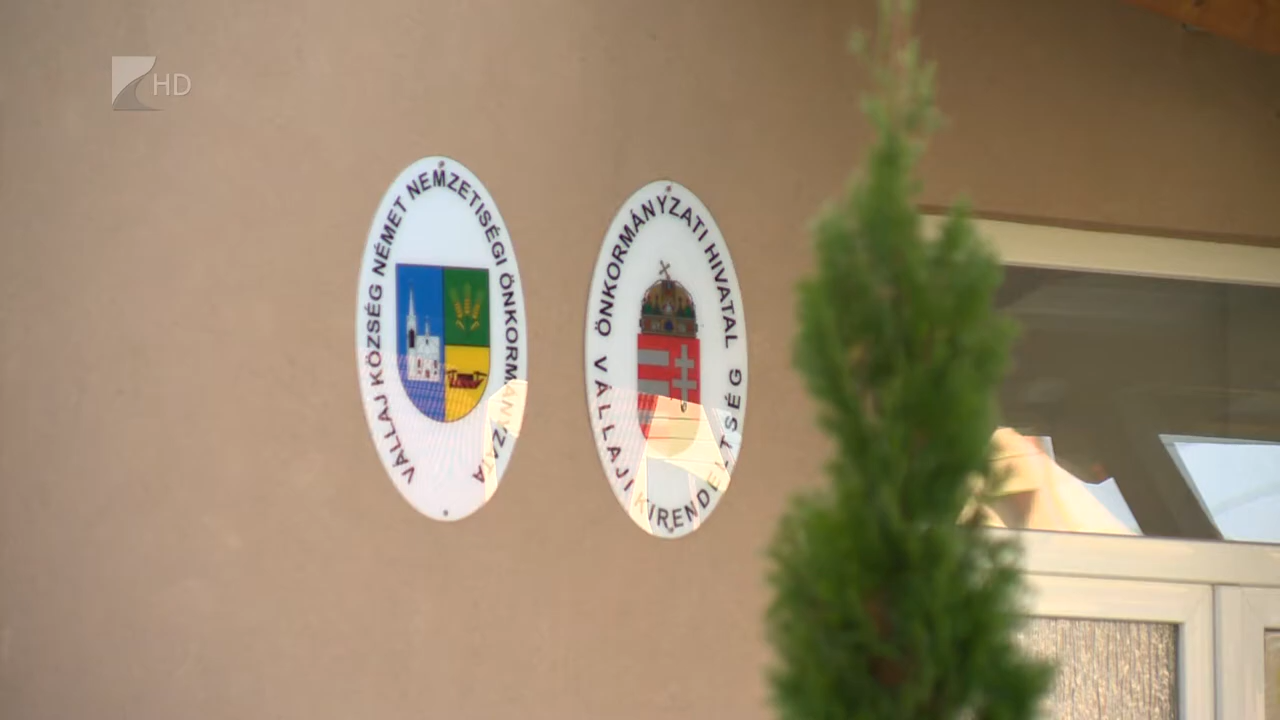 HD
VÁLLAJ KÖZSÉG NÉMET NEMZETISÉGI ÖNKORMÁNYZATA
ÖNKORMÁNYZATI HIVATAL
VÁLLAJI KIRENDELTSÉG